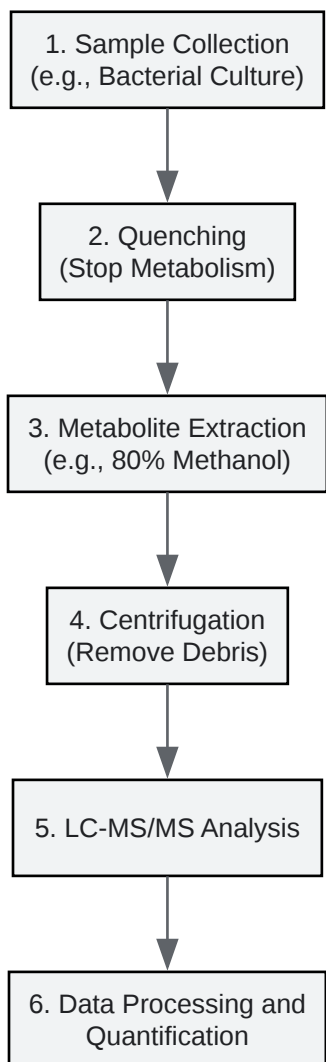 1. Sample Collection
(e.g., Bacterial Culture)
2. Quenching
(Stop Metabolism)
3. Metabolite Extraction
(e.g., 80% Methanol)
4. Centrifugation
(Remove Debris)
5. LC-MS/MS Analysis
6. Data Processing and
Quantification